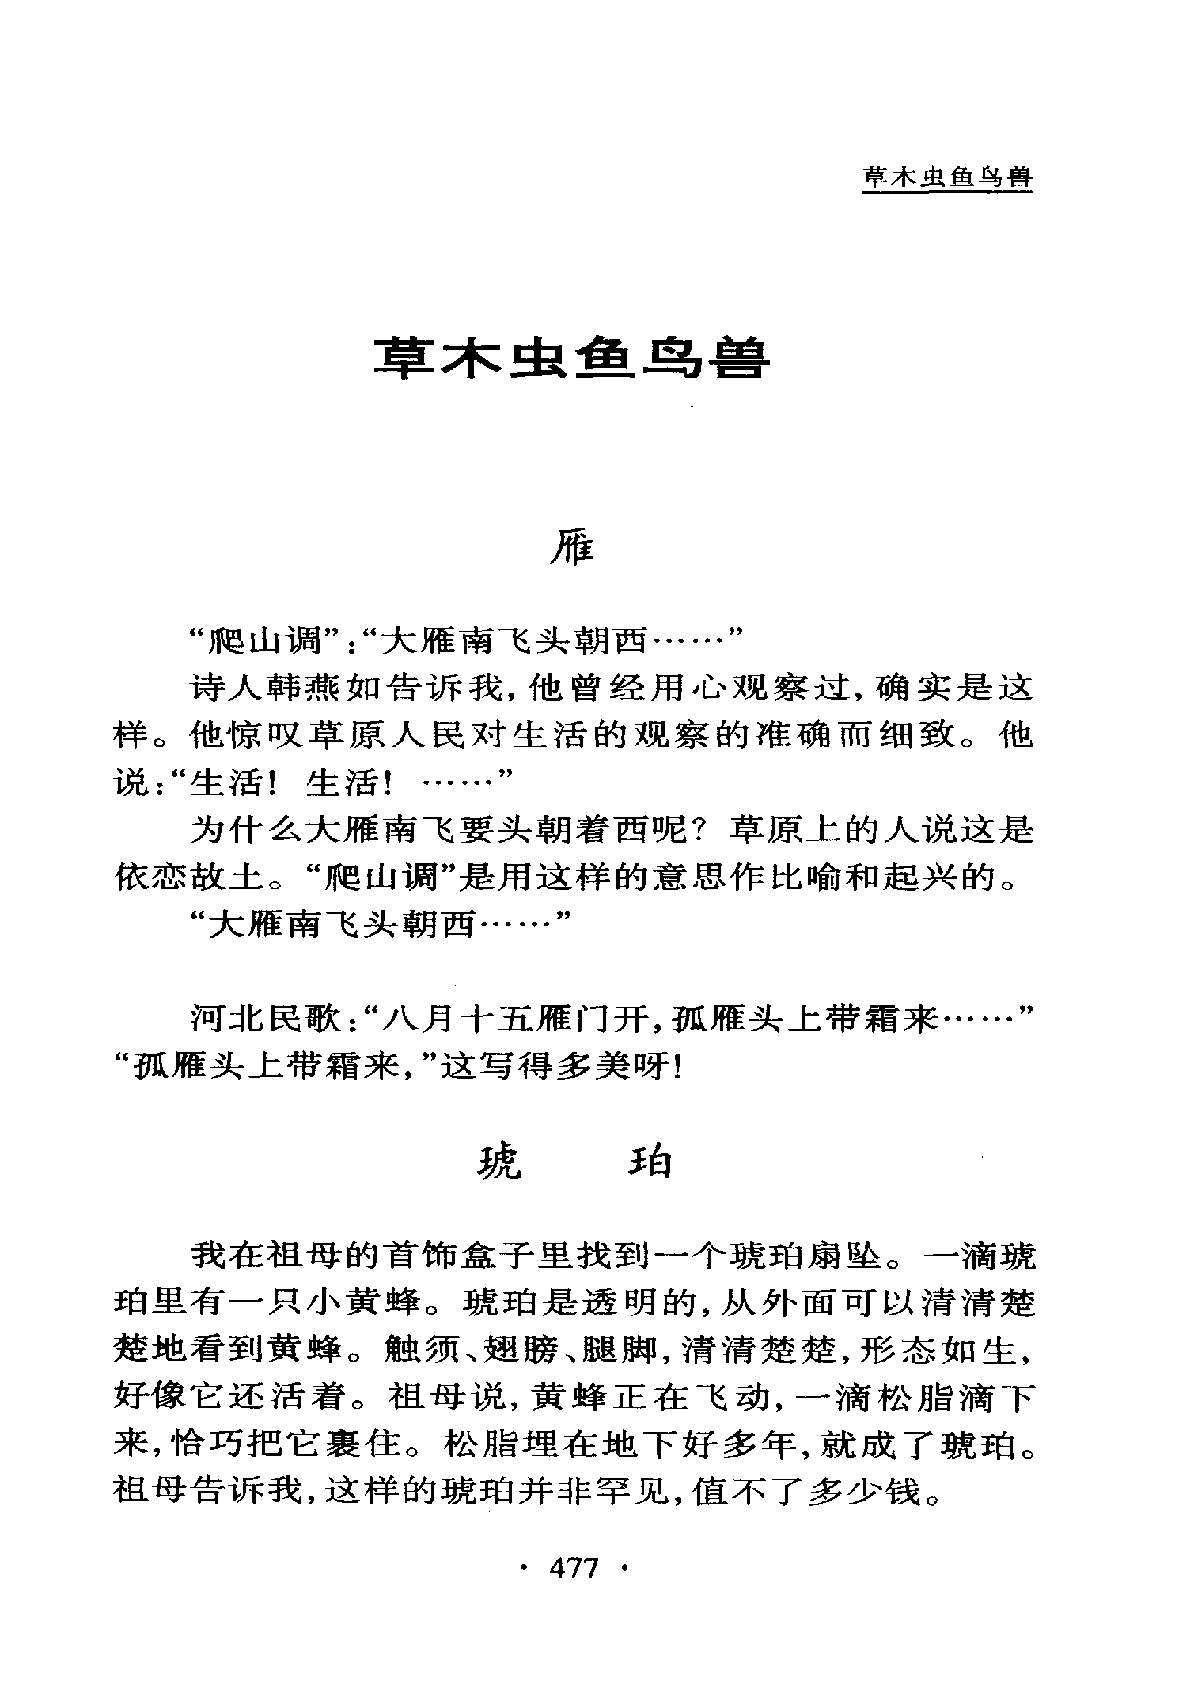 草木虫鱼鸟兽
草木虫鱼鸟兽
雁
“爬山调”:“大雁南飞头朝西……”
诗人韩燕如告诉我,他曾经用心观察过,确实是这
样。他惊叹草原人民对生活的观察的准确而细致。他
说:“生活! 生活! ……”
为什么大雁南飞要头朝着西呢? 草原上的人说这是
依恋故土。“爬山调”是用这样的意思作比喻和起兴的。
“大雁南飞头朝西……”
河北民歌:“八月十五雁门开,孤雁头上带霜来……”
“孤雁头上带霜来,”这写得多美呀!
琥 珀
我在祖母的首饰盒子里找到一个琥珀扇坠。一滴琥
珀里有一只小黄蜂。琥珀是透明的,从外面可以清清楚
楚地看到黄蜂。触须、翅膀、腿脚,清清楚楚,形态如生,
好像它还活着。祖母说,黄蜂正在飞动,一滴松脂滴下
来,恰巧把它裹住。松脂埋在地下好多年,就成了琥珀。
祖母告诉我,这样的琥珀并非罕见,值不了多少钱。
· 477 ·